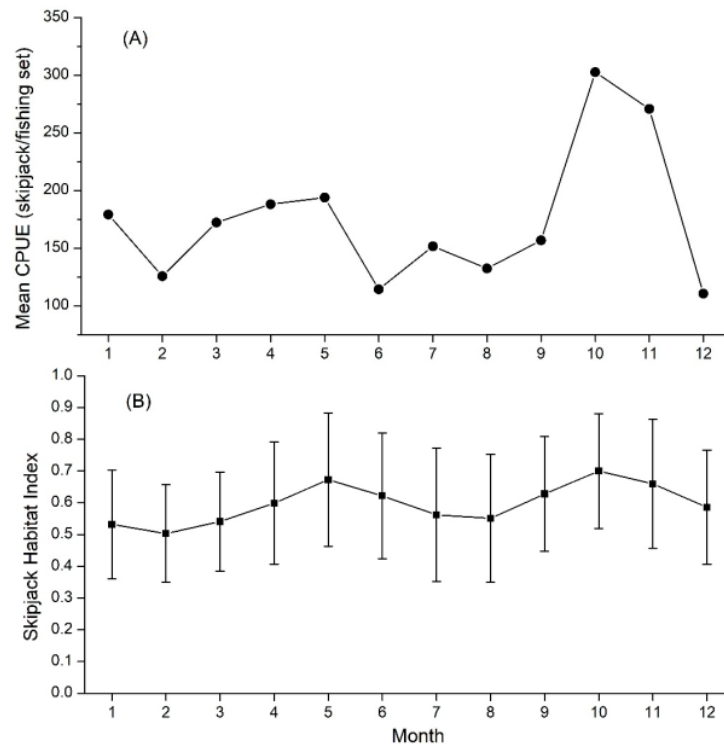 (A)
Mean CPUE (skipjack/fishing set)
350
300
250
200
150
100
1 2 3 4 5 6 7 8 9 10 11 12
(B)
Skipjack Habitat Index
1.0
0.9
0.8
0.7
0.6
0.5
0.4
0.3
0.2
0.1
0.0
1 2 3 4 5 6 7 8 9 10 11 12
Month